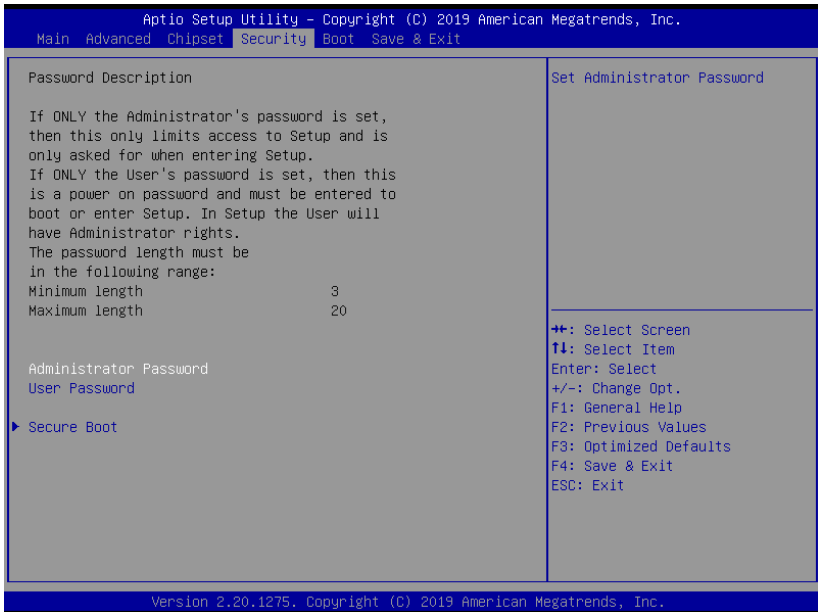 Aptio Setup Utility – Copyright (C) 2019 American Megatrends, Inc.
Main Advanced Chipset Security Boot Save & Exit
Password Description
If ONLY the Administrator's password is set,
then this only limits access to Setup and is
only asked for when entering Setup.
If ONLY the User's password is set, then this
is a power on password and must be entered to
boot or enter Setup. In Setup the User will
have Administrator rights.
The password length must be
in the following range:
Minimum length 3
Maximum length 20
Administrator Password
User Password
Secure Boot
Set Administrator Password
→←: Select Screen
↑↓: Select Item
Enter: Select
+/-: Change Opt.
F1: General Help
F2: Previous Values
F3: Optimized Defaults
F4: Save & Exit
ESC: Exit
Version 2.20.1275. Copyright (C) 2019 American Megatrends, Inc.